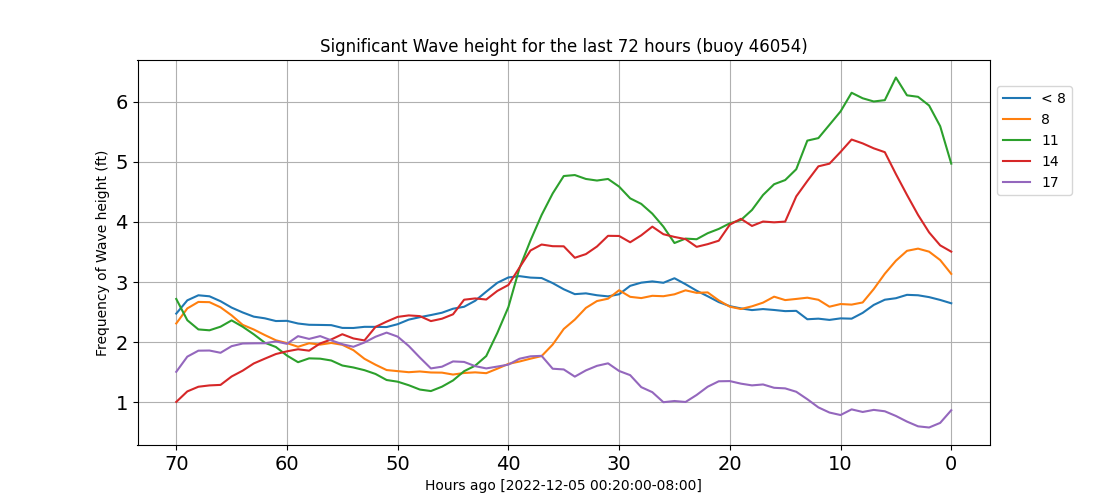 Significant Wave height for the last 72 hours (buoy 46054)
Frequency of Wave height (ft)
6
5
4
3
2
1
70 60 50 40 30 20 10 0
Hours ago [2022-12-05 00:20:00-08:00]
< 8
8
11
14
17